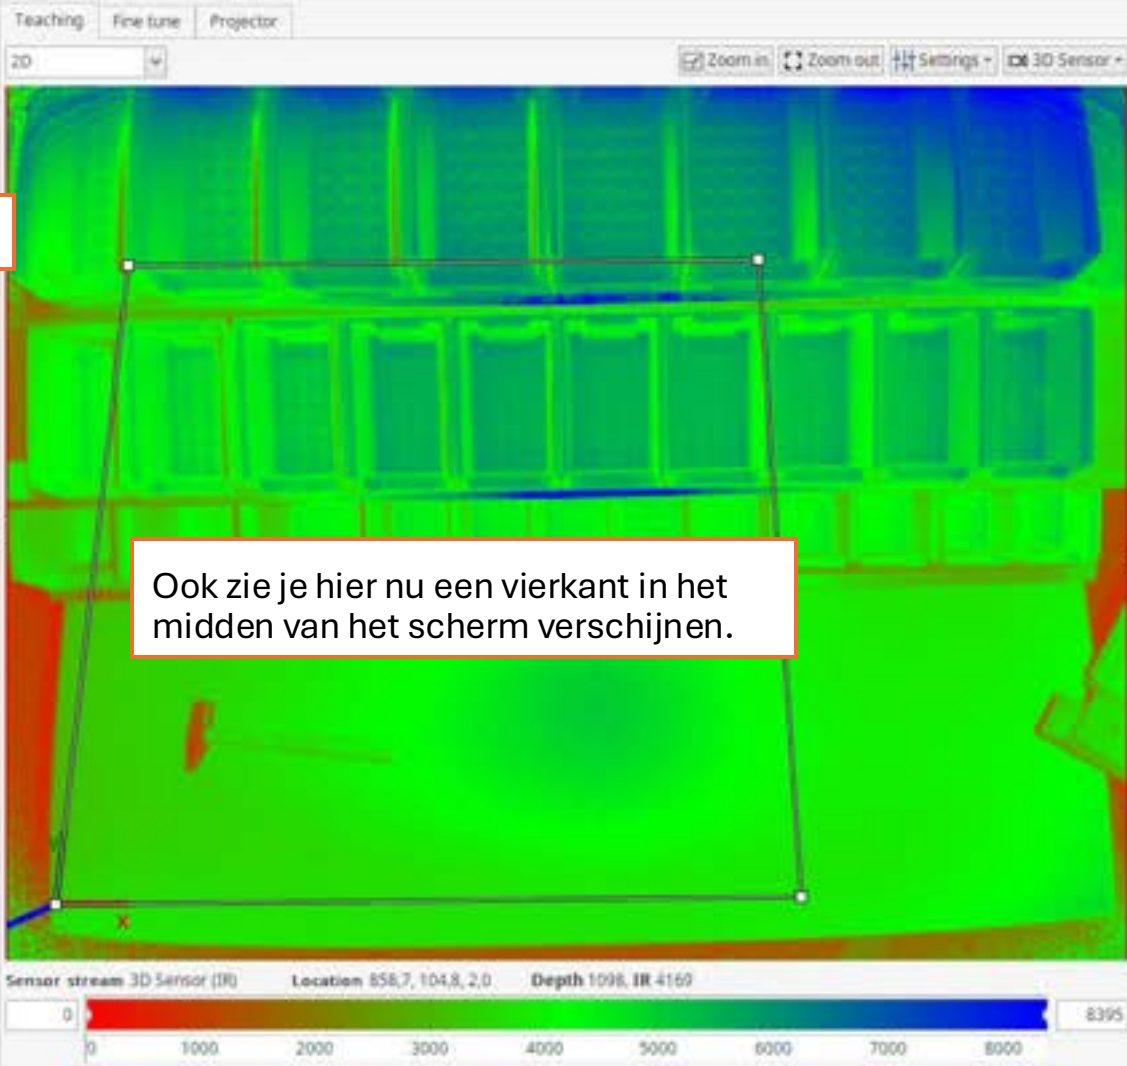 Teaching Fine tune Projector
2D Zoom in Zoom out Settings 3D Sensor
Ook zie je hier nu een vierkant in het
midden van het scherm verschijnen.
X
Sensor stream 3D Sensor (IR) Location 858,7, 104,8, 2,0 Depth 1098, IR 4169
0 8395
0 1000 2000 3000 4000 5000 6000 7000 8000